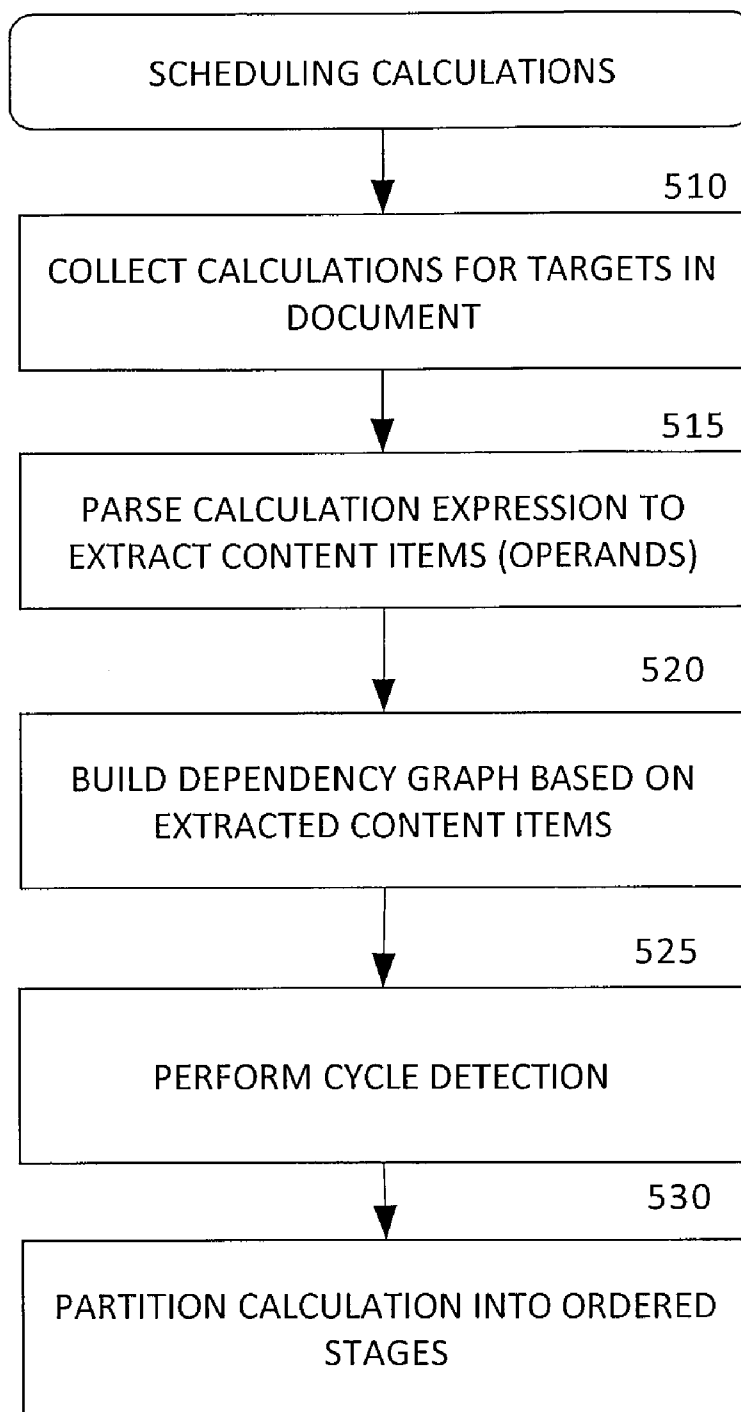 SCHEDULING CALCULATIONS
510
COLLECT CALCULATIONS FOR TARGETS IN
DOCUMENT
515
PARSE CALCULATION EXPRESSION TO
EXTRACT CONTENT ITEMS (OPERANDS)
520
BUILD DEPENDENCY GRAPH BASED ON
EXTRACTED CONTENT ITEMS
525
PERFORM CYCLE DETECTION
530
PARTITION CALCULATION INTO ORDERED
STAGES